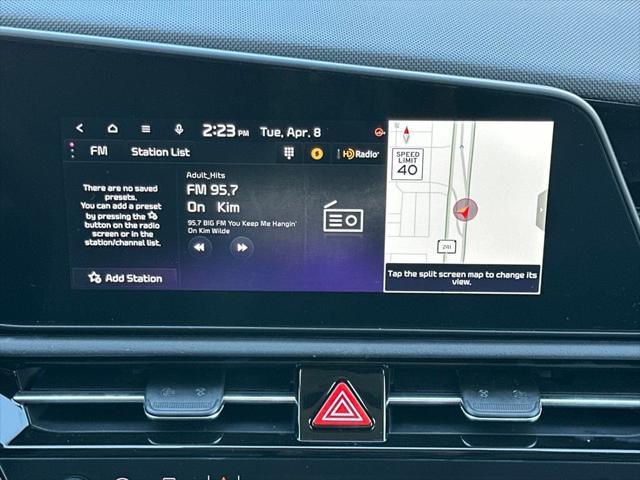 2:23 PM Tue, Apr. 8
FM Station List HD Radio
There are no saved
presets.
You can add a preset
by pressing the
button on the radio
screen or in the
station/channel list.
Add Station
Adult_Hits
FM 95.7
On Kim
95.7 BIG FM You Keep Me Hangin'
On Kim Wilde
N
SPEED
LIMIT
40
241
Tap the split screen map to change its
view.